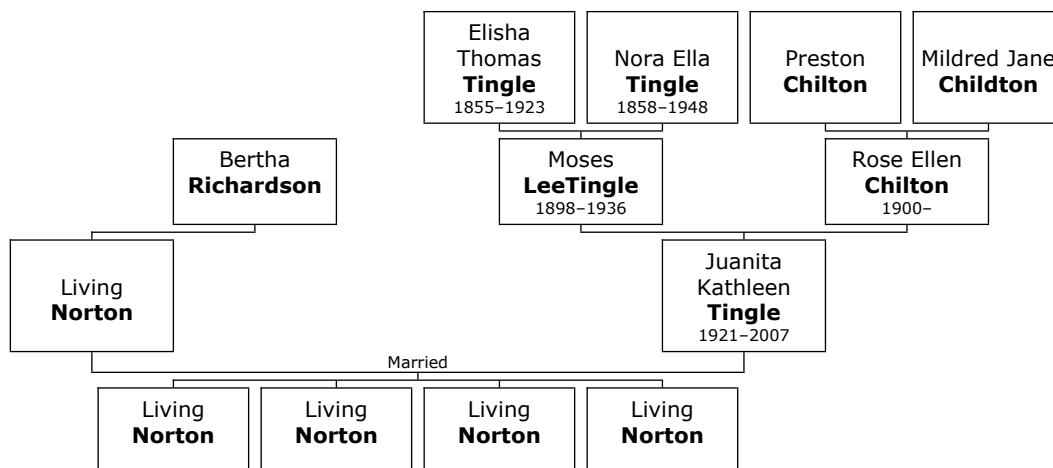 Elisha
Thomas
Tingle
1855–1923
Nora Ella
Tingle
1858–1948
Preston
Chilton
Mildred Jane
Childton
Bertha
Richardson
Moses
LeeTingle
1898–1936
Rose Ellen
Chilton
1900–
Living
Norton
Juanita
Kathleen
Tingle
1921–2007
Married
Living
Norton
Living
Norton
Living
Norton
Living
Norton